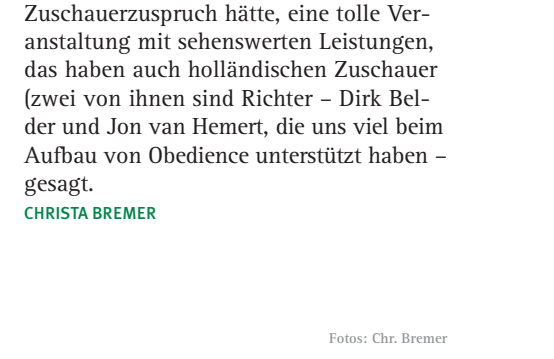 Zuschauerzuspruch hätte, eine tolle Ver-
anstaltung mit sehenswerten Leistungen,
das haben auch holländischen Zuschauer
(zwei von ihnen sind Richter – Dirk Bel-
der und Jon van Hemert, die uns viel beim
Aufbau von Obedience unterstützt haben –
gesagt.
CHRISTA BREMER
Fotos: Chr. Bremer